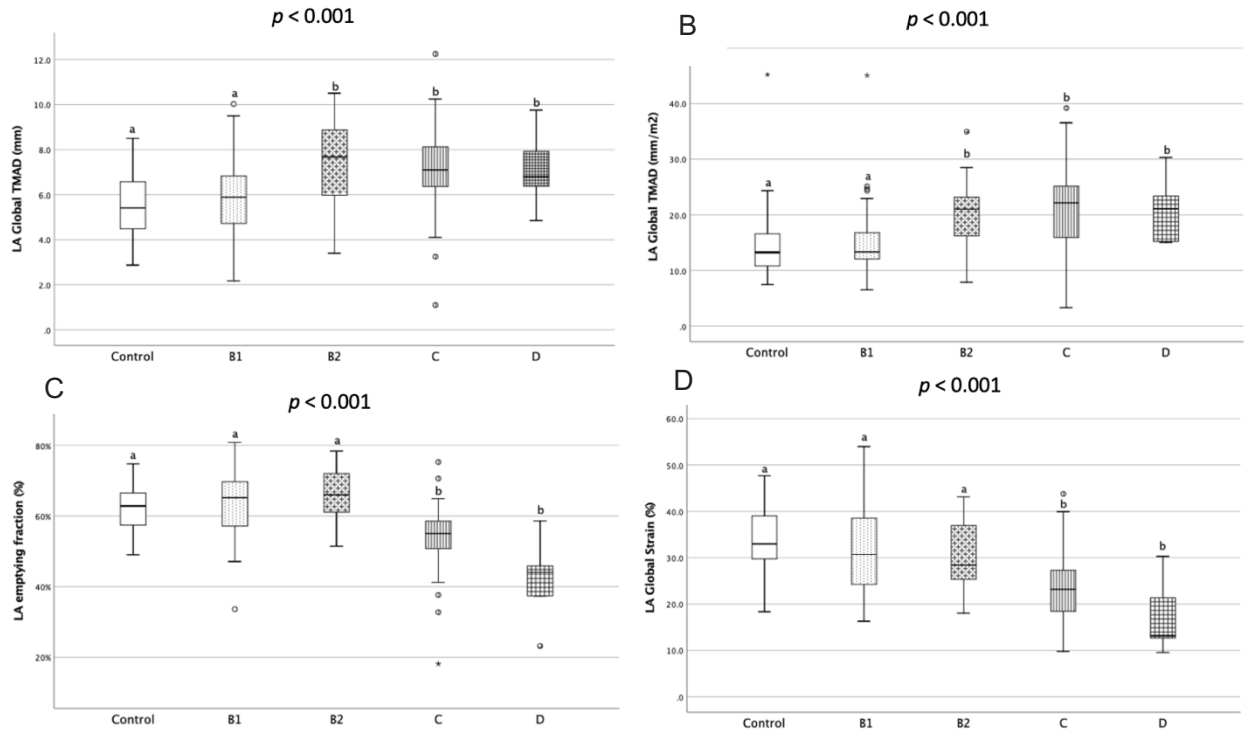 p < 0.001
12.0
10.0
8.0
6.0
4.0
2.0
.0
LA Global TMAD (mm)
a
a
b
b
b
Control B1 B2 C D
B
p < 0.001
40.0
30.0
20.0
10.0
.0
LA Global TMAD (mm/m2)
*
*
a
a
b
b
b
Control B1 B2 C D
C
p < 0.001
80%
60%
40%
20%
LA emptying fraction (%)
a
a
a
b
b
*
Control B1 B2 C D
D
p < 0.001
60.0
50.0
40.0
30.0
20.0
10.0
.0
LA Global Strain (%)
a
a
a
b
b
Control B1 B2 C D